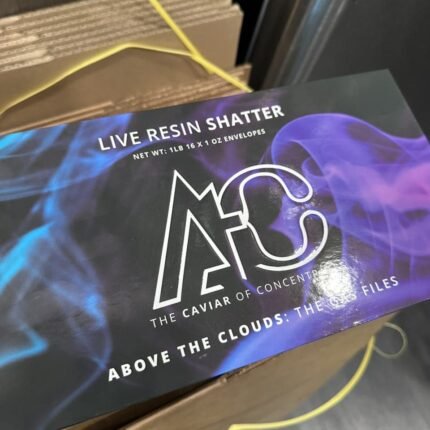 LIVE RESIN SHATTER
NET WT: 1LB 16 X 1 OZ ENVELOPES
AC
THE CAVIAR OF
ABOVE THE CLOUDS: THE GAS FILES